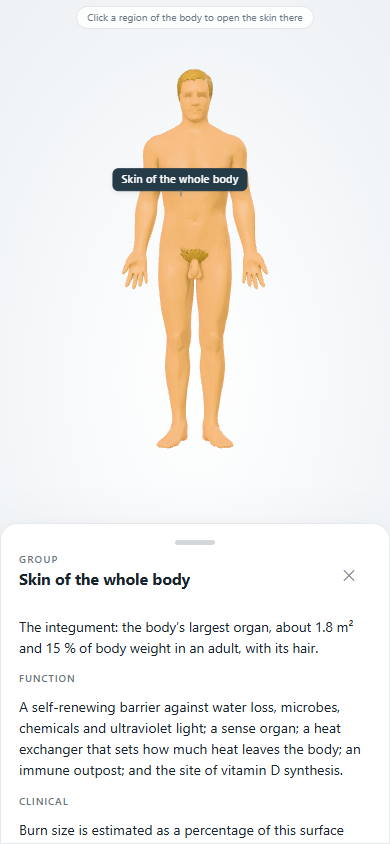 Click a region of the body to open the skin there
Skin of the whole body
GROUP
Skin of the whole body
The integument: the body's largest organ, about 1.8 m²
and 15 % of body weight in an adult, with its hair.
FUNCTION
A self-renewing barrier against water loss, microbes,
chemicals and ultraviolet light; a sense organ; a heat
exchanger that sets how much heat leaves the body; an
immune outpost; and the site of vitamin D synthesis.
CLINICAL
Burn size is estimated as a percentage of this surface